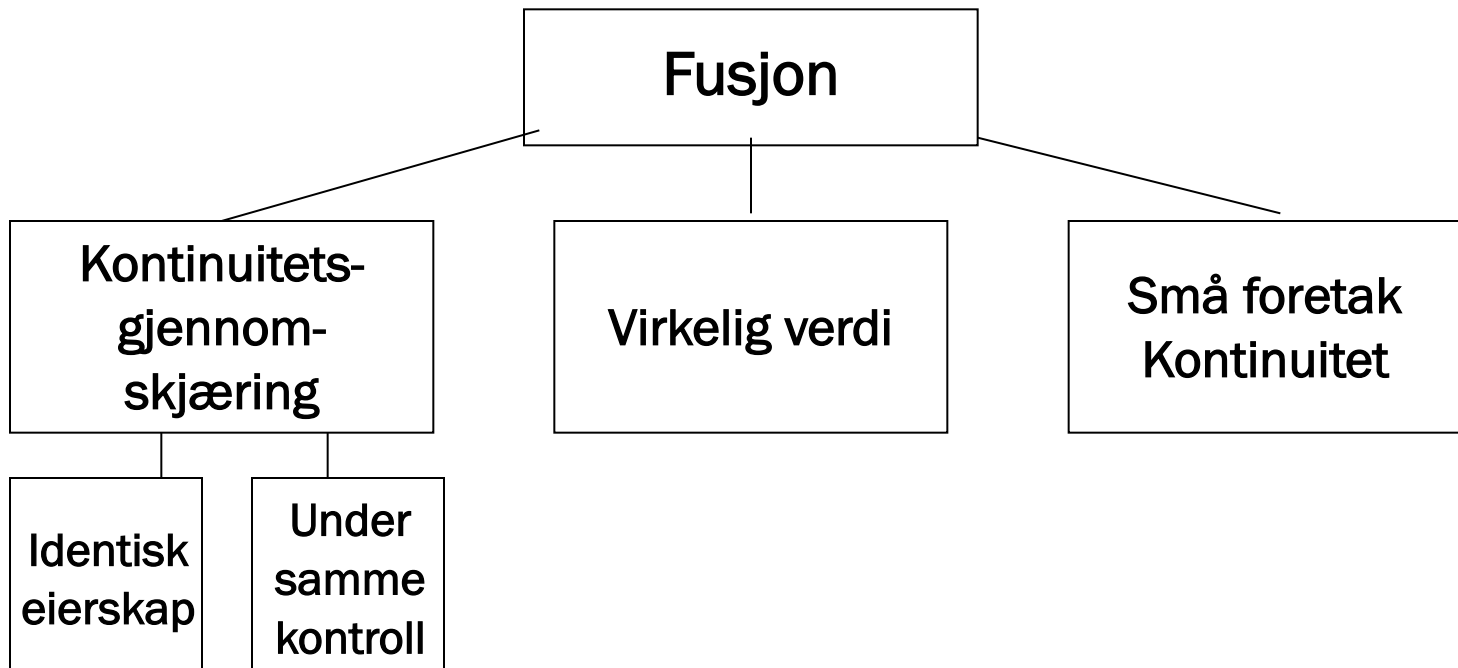 Fusjon
Kontinuitets-
gjennom-
skjæring
Virkelig verdi
Små foretak
Kontinuitet
Identisk
eierskap
Under
samme
kontroll